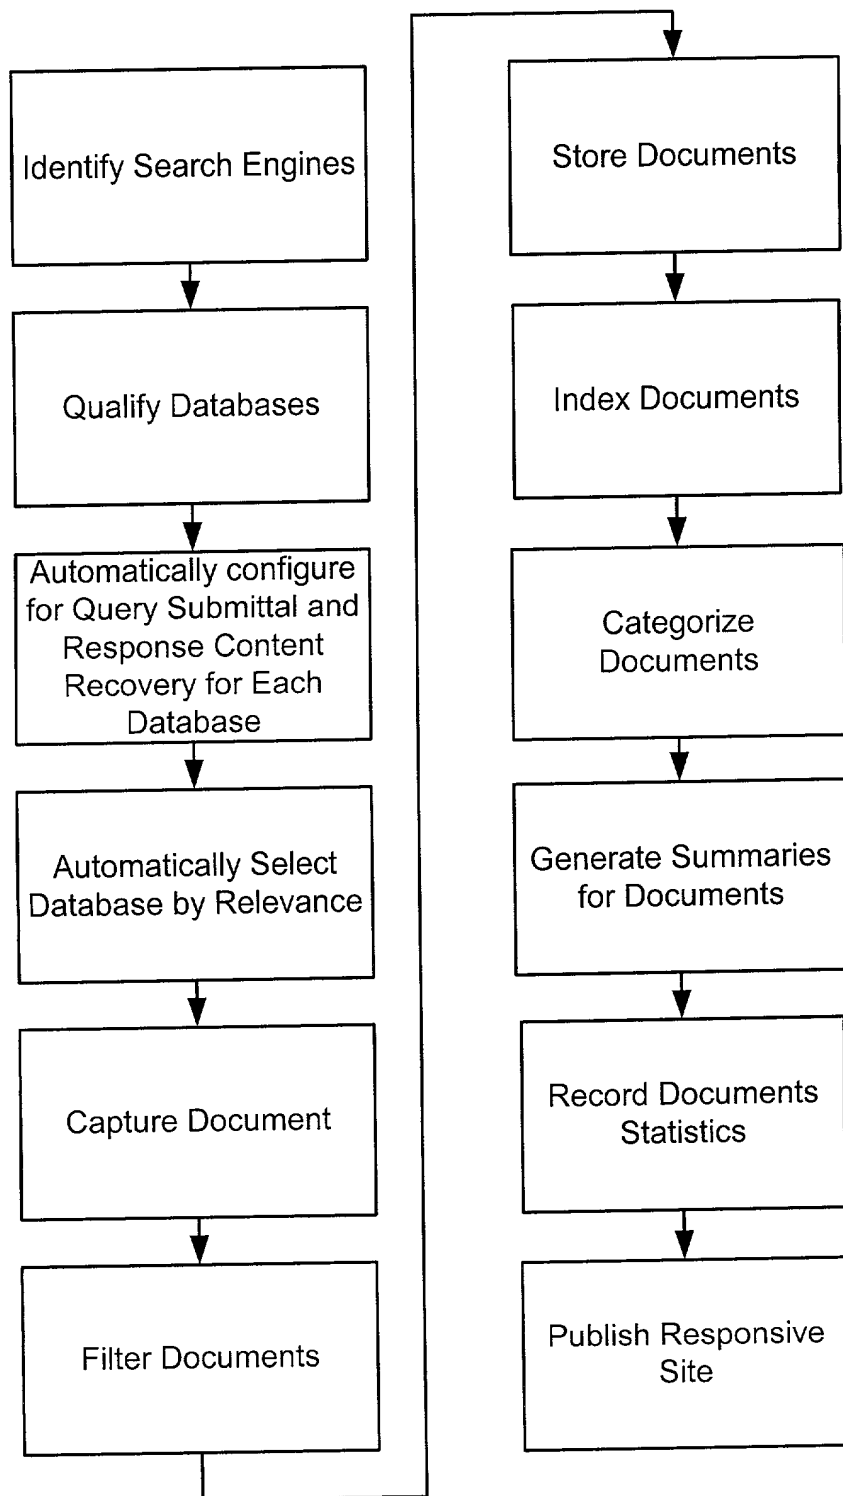 Identify Search Engines
Qualify Databases
Automatically configure
for Query Submittal and
Response Content
Recovery for Each
Database
Automatically Select
Database by Relevance
Capture Document
Filter Documents
Store Documents
Index Documents
Categorize
Documents
Generate Summaries
for Documents
Record Documents
Statistics
Publish Responsive
Site